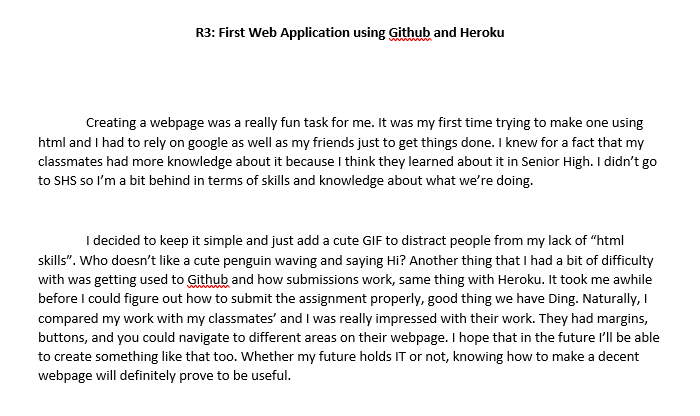 R3: First Web Application using Github and Heroku
Creating a webpage was a really fun task for me. It was my first time trying to make one using
html and I had to rely on google as well as my friends just to get things done. I knew for a fact that my
classmates had more knowledge about it because I think they learned about it in Senior High. I didn't go
to SHS so I'm a bit behind in terms of skills and knowledge about what we're doing.
I decided to keep it simple and just add a cute GIF to distract people from my lack of "html
skills". Who doesn't like a cute penguin waving and saying Hi? Another thing that I had a bit of difficulty
with was getting used to Github and how submissions work, same thing with Heroku. It took me awhile
before I could figure out how to submit the assignment properly, good thing we have Ding. Naturally, I
compared my work with my classmates' and I was really impressed with their work. They had margins,
buttons, and you could navigate to different areas on their webpage. I hope that in the future I'll be able
to create something like that too. Whether my future holds IT or not, knowing how to make a decent
webpage will definitely prove to be useful.